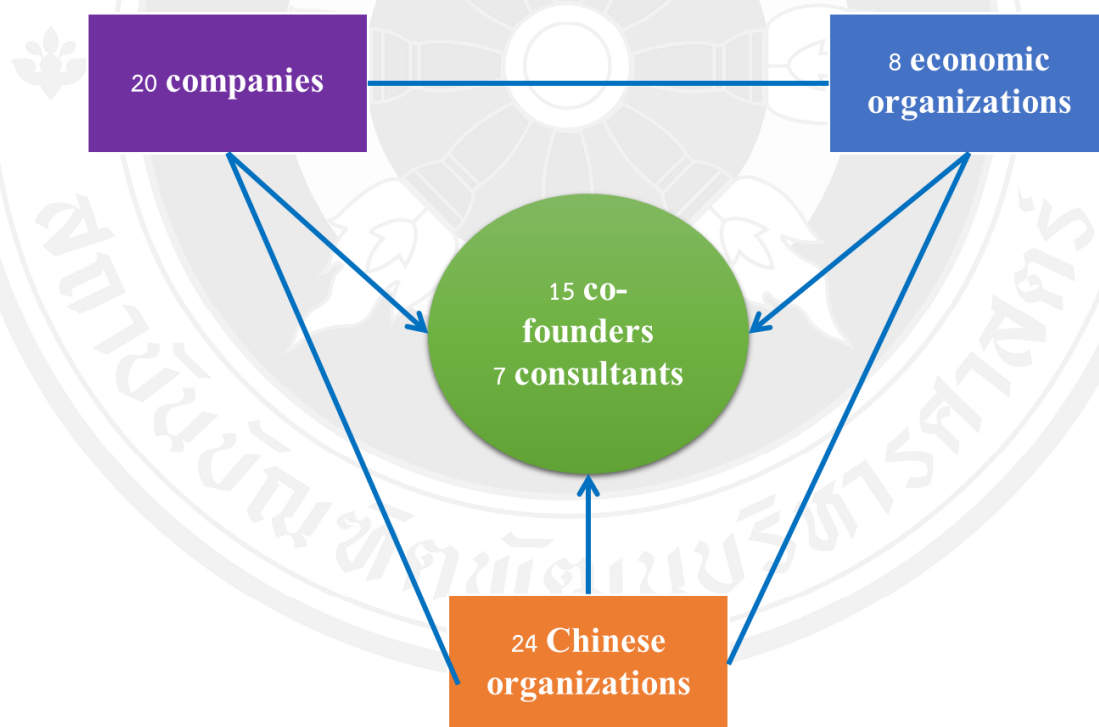 20 companies
8 economic
organizations
15 co-
founders
7 consultants
24 Chinese
organizations